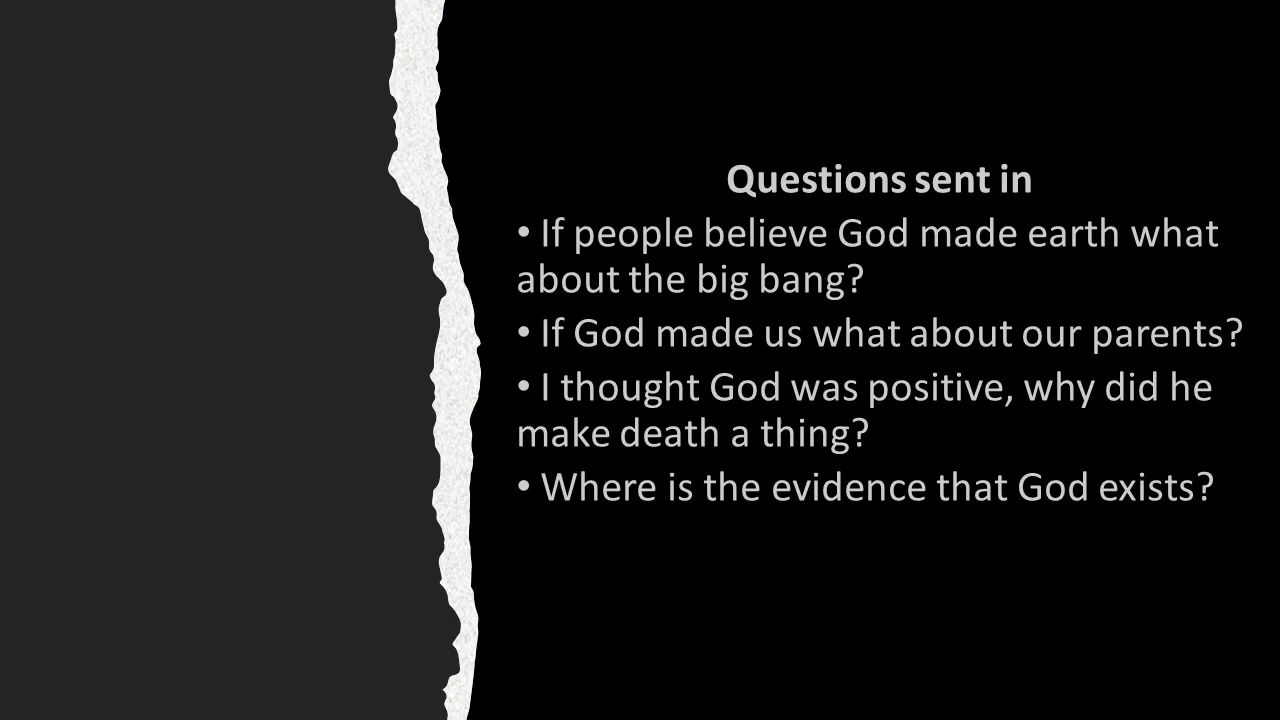 Questions sent in
• If people believe God made earth what
about the big bang?
• If God made us what about our parents?
• I thought God was positive, why did he
make death a thing?
• Where is the evidence that God exists?